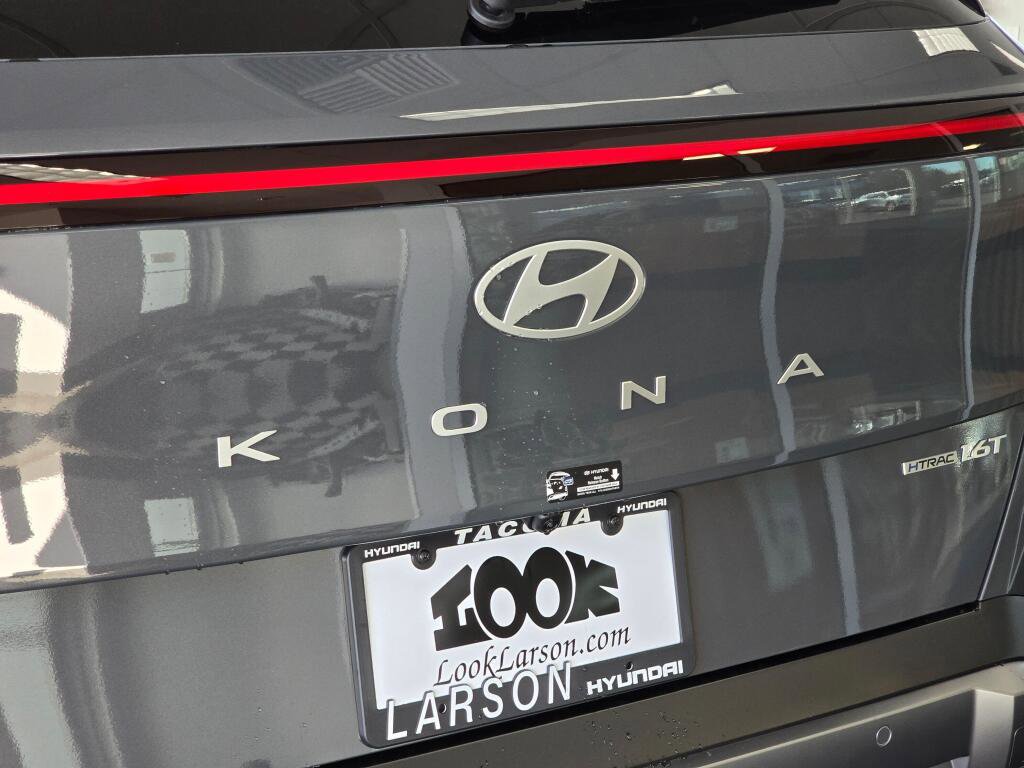 KONA
HTRAC 1.6T
HYUNDAI
TACOMA
HYUNDAI HYUNDAI
LOOK
LookLarson.com
LARSON HYUNDAI